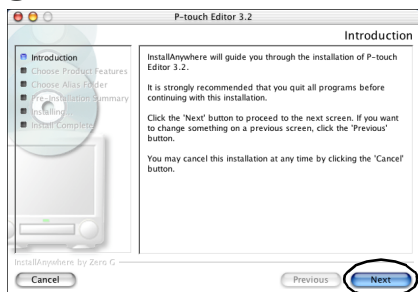 P-touch Editor 3.2
Introduction
Introduction
Choose Product Features
Choose Alias Folder
Pre-Installation Summary
Installing...
Install Complete
InstallAnywhere will guide you through the installation of P-touch
Editor 3.2.
It is strongly recommended that you quit all programs before
continuing with this installation.
Click the 'Next' button to proceed to the next screen. If you want
to change something on a previous screen, click the 'Previous'
button.
You may cancel this installation at any time by clicking the 'Cancel'
button.
InstallAnywhere by Zero G
Cancel
Previous
Next